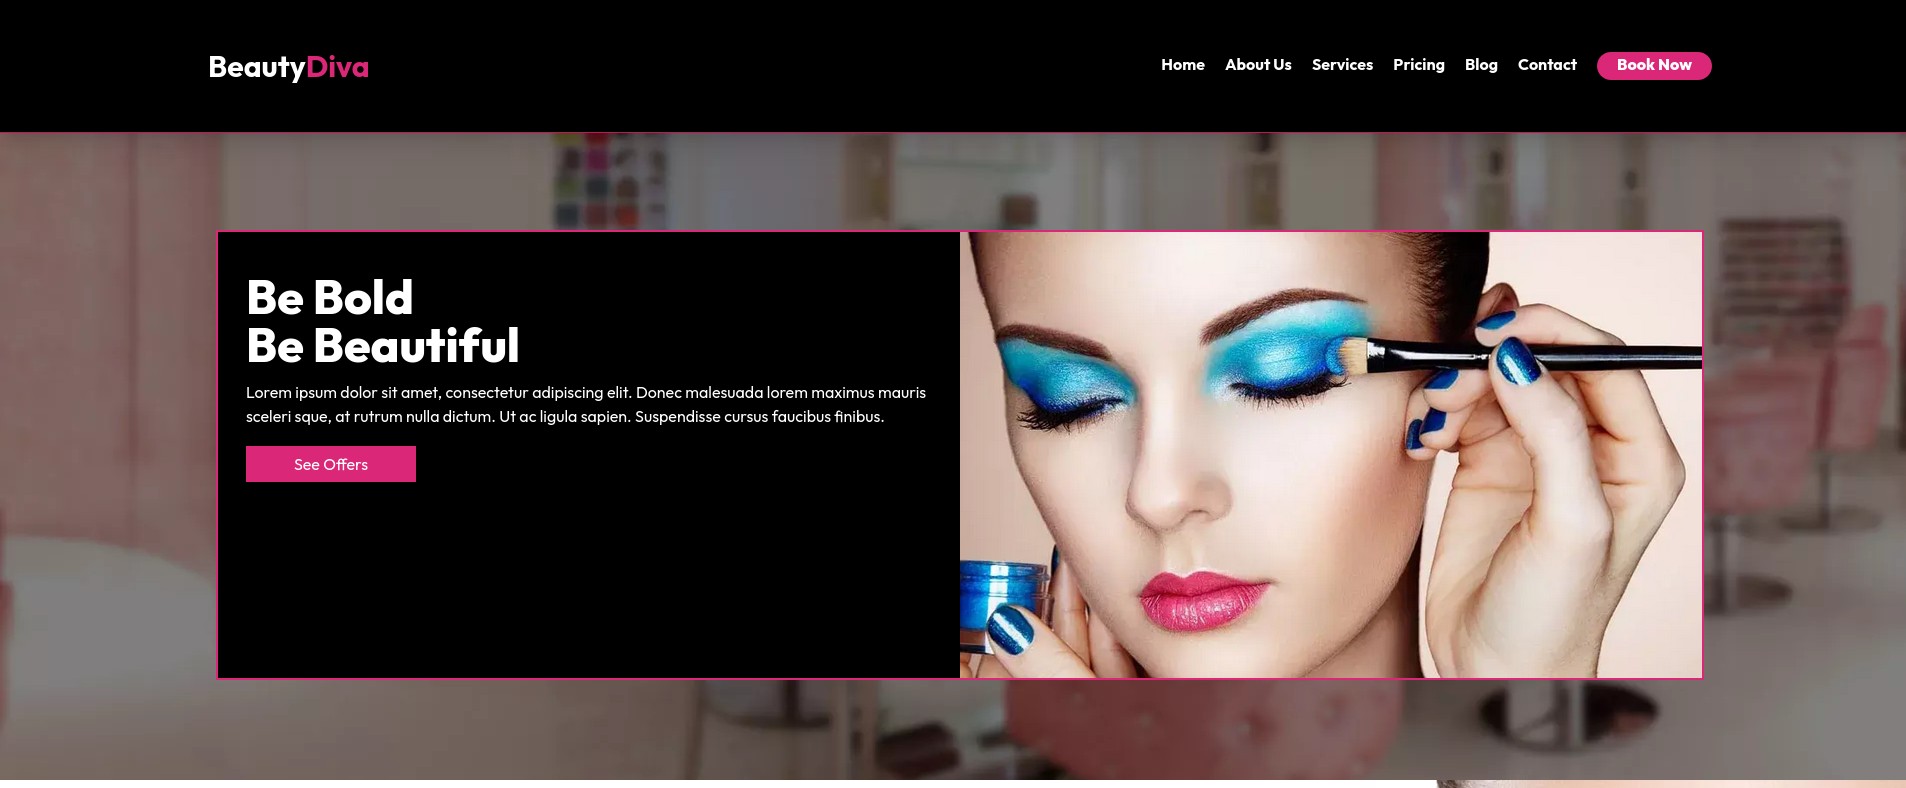 BeautyDiva
Home About Us Services Pricing Blog Contact Book Now
Be Bold
Be Beautiful
Lorem ipsum dolor sit amet, consectetur adipiscing elit. Donec malesuada lorem maximus mauris
sceleri sque, at rutrum nulla dictum. Ut ac ligula sapien. Suspendisse cursus faucibus finibus.
See Offers